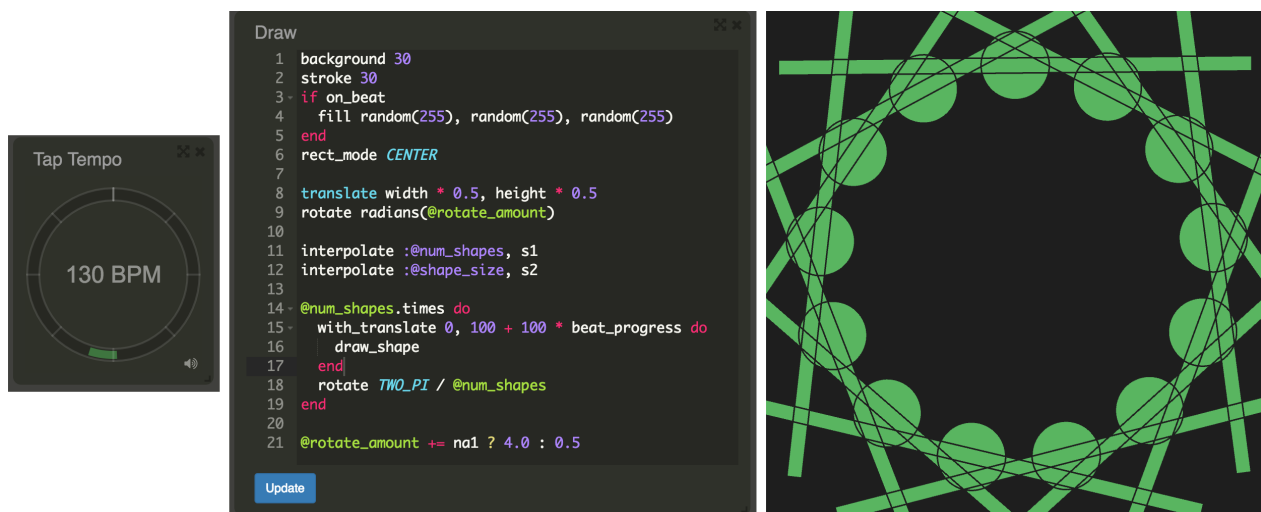 Tap Tempo
130 BPM
Draw
1 background 30
2 stroke 30
3 if on_beat
4   fill random(255), random(255), random(255)
5 end
6 rect_mode CENTER
7
8 translate width * 0.5, height * 0.5
9 rotate radians(@rotate_amount)
10
11 interpolate :@num_shapes, s1
12 interpolate :@shape_size, s2
13
14 @num_shapes.times do
15   with_translate 0, 100 + 100 * beat_progress do
16     draw_shape
17   end
18   rotate TWO_PI / @num_shapes
19 end
20
21 @rotate_amount += na1 ? 4.0 : 0.5
Update